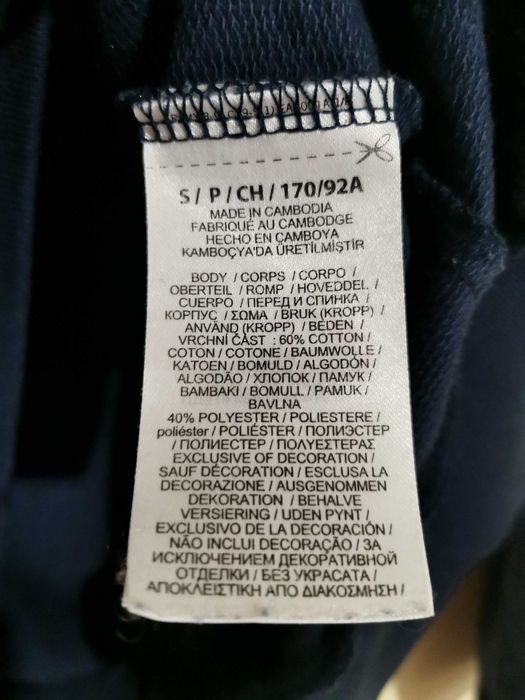 S / P / CH / 170/92A
MADE IN CAMBODIA
FABRIQUÉ AU CAMBODGE
HECHO EN CAMBOYA
KAMBOÇYA'DA ÜRETİLMİŞTİR
BODY / CORPS / CORPO /
OBERTEIL / ROMP / HOVEDDEL /
CUERPO / ПЕРЕД И СПИНКА /
КОРПУС / ΣΩΜΑ / BRUK (KROPP) /
ANVÄND (KROPP) / BEDEN /
VRCHNÍ ČÁST : 60% COTTON /
COTON / COTONE / BAUMWOLLE /
KATOEN / BOMULD / ALGODÓN /
ALGODÃO / ХЛОПОК / ПАМУК /
BAMBAKI / BOMULL / PAMUK /
BAVLNA
40% POLYESTER / POLIESTERE /
poliéster / POLIÉSTER / ПОЛИЭСТЕР
/ ПОЛИЕСТЕР / ΠΟΛΥΕΣΤΕΡΑΣ
EXCLUSIVE OF DECORATION /
SAUF DÉCORATION / ESCLUSA LA
DECORAZIONE / AUSGENOMMEN
DEKORATION / BEHALVE
VERSIERING / UDEN PYNT /
EXCLUSIVO DE LA DECORACIÓN /
NÃO INCLUI DECORAÇÃO / ЗА
ИСКЛЮЧЕНИЕМ ДЕКОРАТИВНОЙ
ОТДЕЛКИ / БЕЗ УКРАСАТА /
ΑΠΟΚΛΕΙΣΤΙΚΗ ΑΠΟ ΔΙΑΚΟΣΜΗΣΗ /